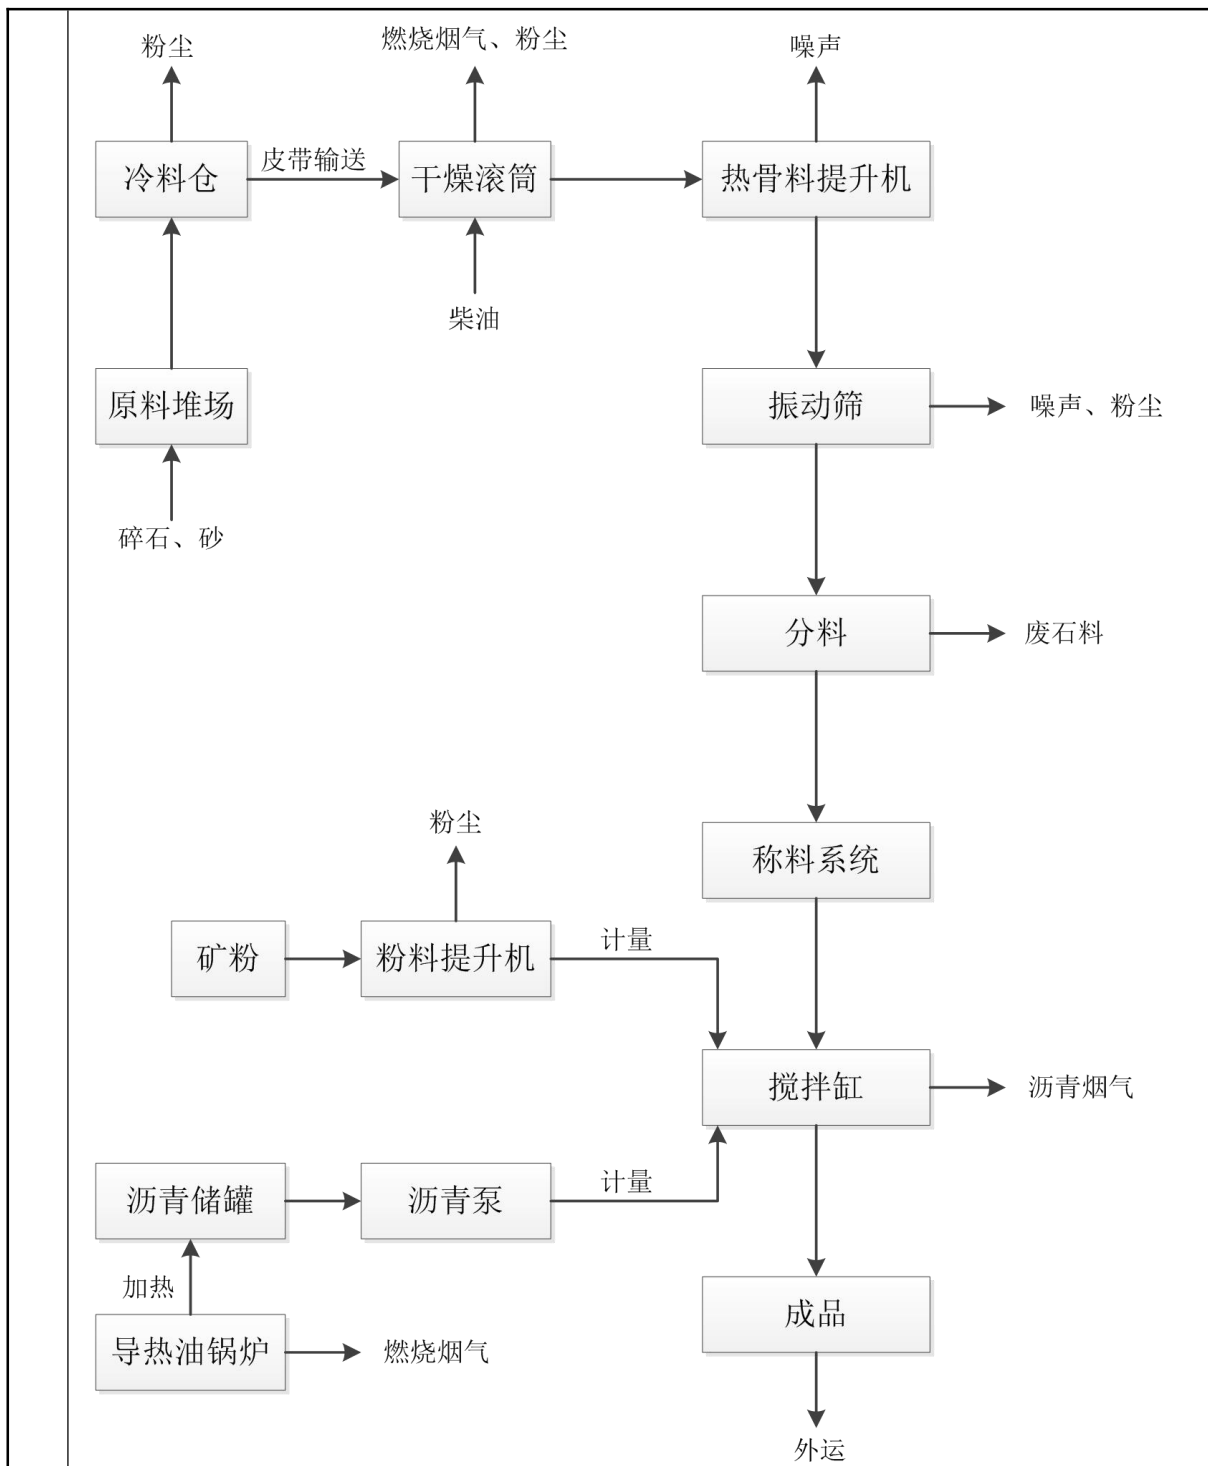 粉尘
燃烧烟气、粉尘
噪声
冷料仓
皮带输送
干燥滚筒
热骨料提升机
柴油
原料堆场
振动筛
噪声、粉尘
碎石、砂
分料
废石料
粉尘
称料系统
矿粉
粉料提升机
计量
搅拌缸
沥青烟气
沥青储罐
沥青泵
计量
加热
导热油锅炉
燃烧烟气
成品
外运